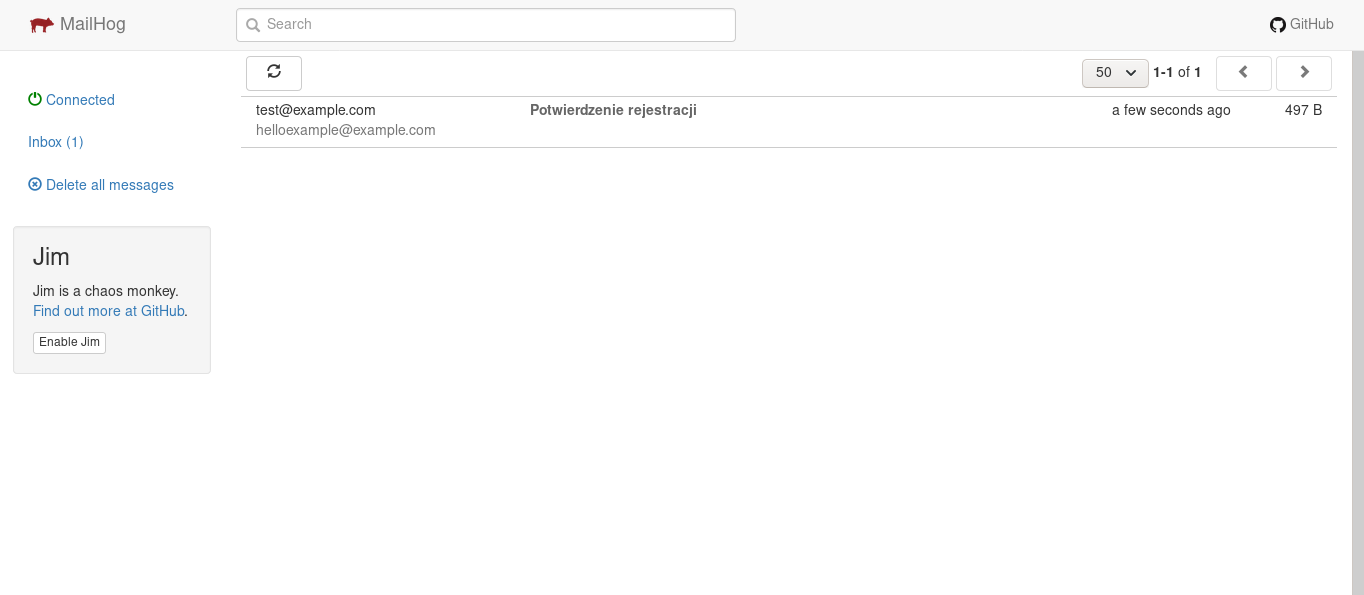 MailHog
Search
GitHub
Connected
Inbox (1)
Delete all messages
Jim
Jim is a chaos monkey.
Find out more at GitHub.
Enable Jim
50 1-1 of 1
test@example.com Potwierdzenie rejestracji a few seconds ago 497 B
helloexample@example.com